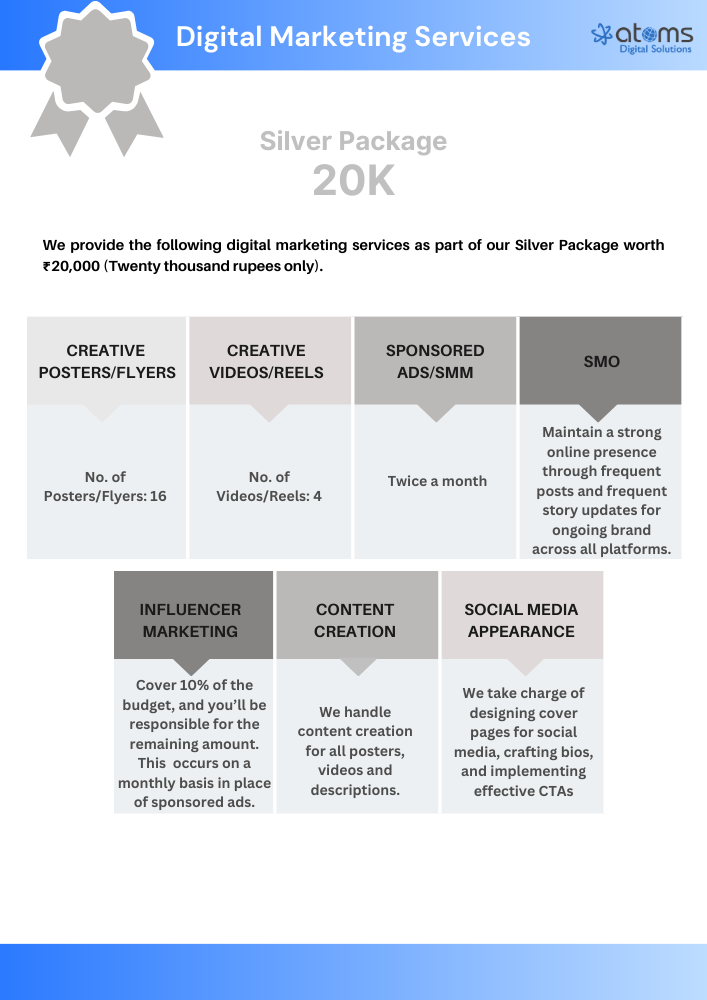 Digital Marketing Services
atoms
Digital Solutions
Silver Package
20K
We provide the following digital marketing services as part of our Silver Package worth
₹20,000 (Twenty thousand rupees only).
CREATIVE
POSTERS/FLYERS
No. of
Posters/Flyers: 16
CREATIVE
VIDEOS/REELS
No. of
Videos/Reels: 4
SPONSORED
ADS/SMM
Twice a month
SMO
Maintain a strong
online presence
through frequent
posts and frequent
story updates for
ongoing brand
across all platforms.
INFLUENCER
MARKETING
Cover 10% of the
budget, and you’ll be
responsible for the
remaining amount.
This  occurs on a
monthly basis in place
of sponsored ads.
CONTENT
CREATION
We handle
content creation
for all posters,
videos and
descriptions.
SOCIAL MEDIA
APPEARANCE
We take charge of
designing cover
pages for social
media, crafting bios,
and implementing
effective CTAs